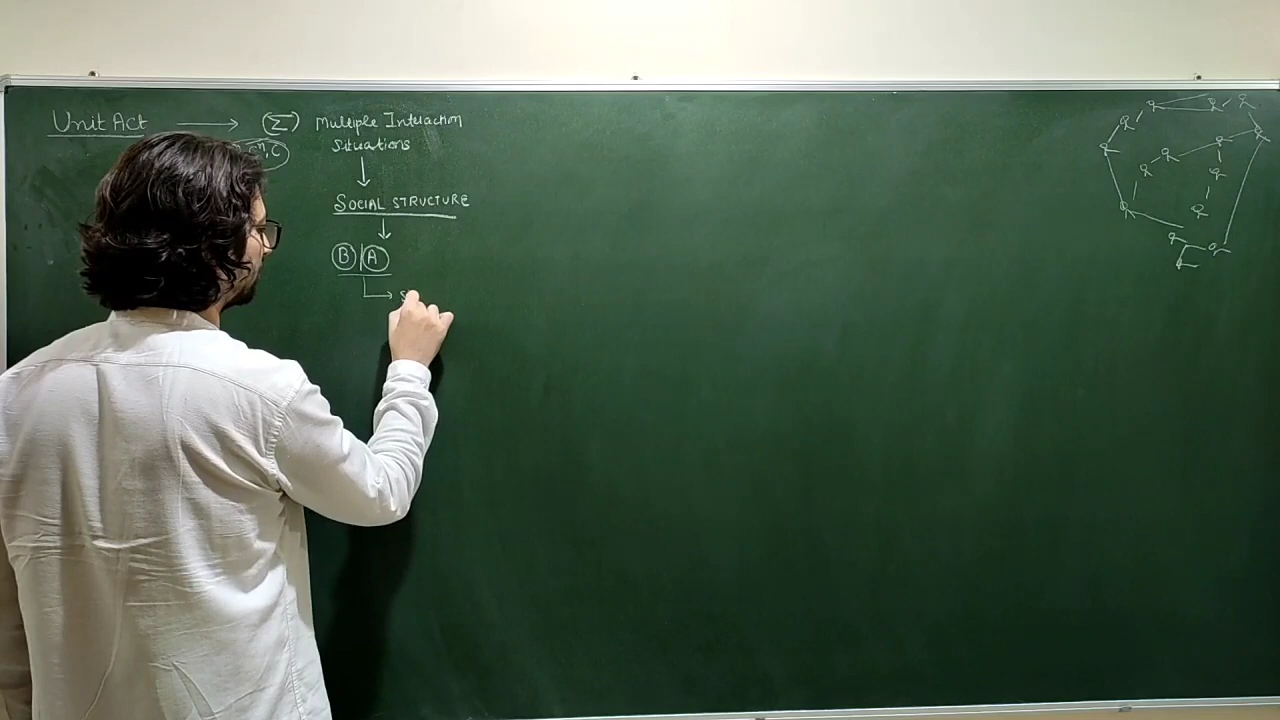 Unit Act → (Σ) Multiple Interaction
Situations
SOCIAL STRUCTURE
B | A